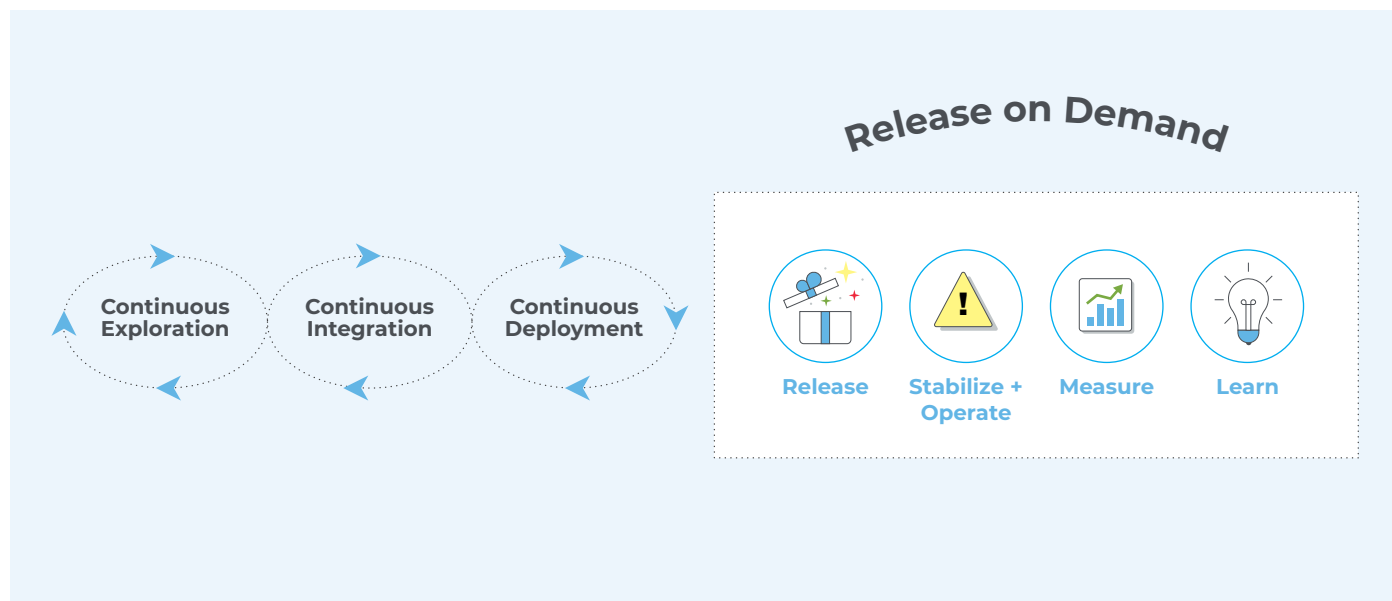 Release on Demand
Continuous
Exploration
Continuous
Integration
Continuous
Deployment
!
Release
Stabilize +
Operate
Measure
Learn